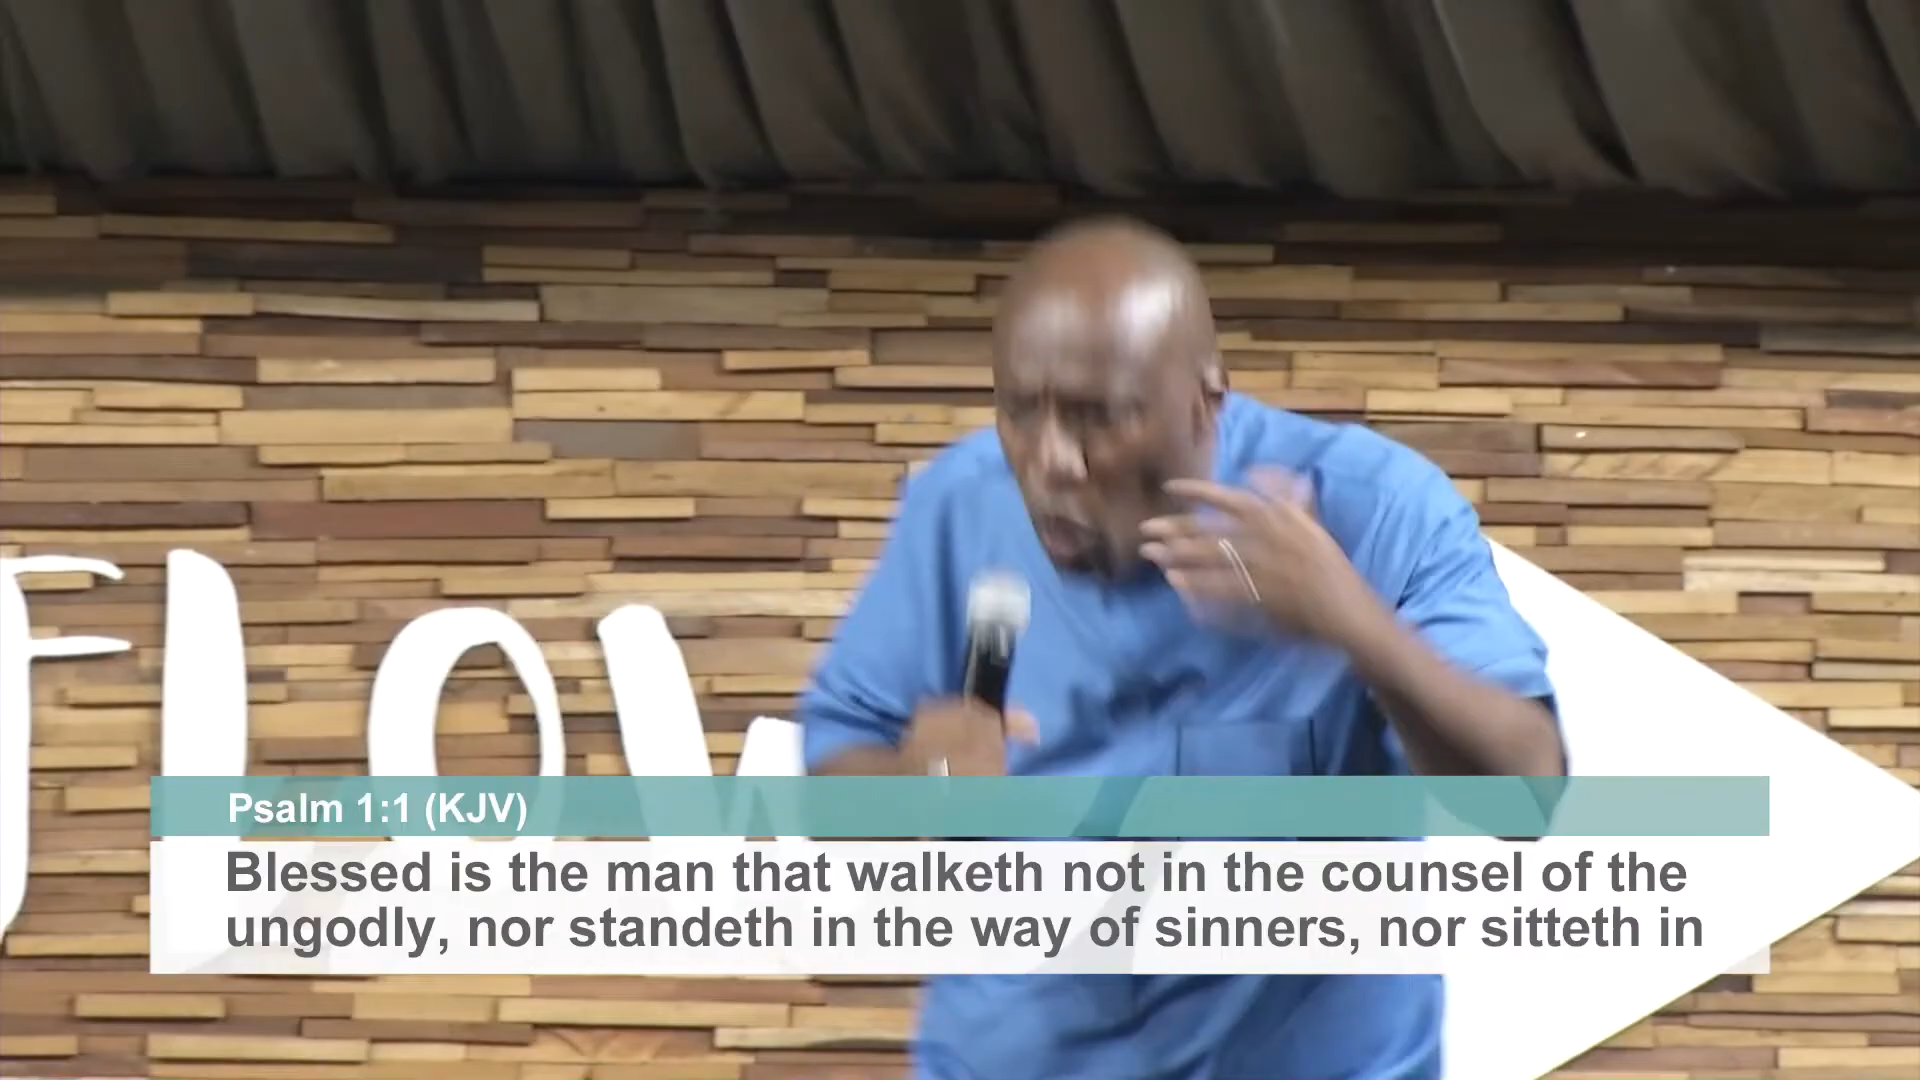 FLOW
Psalm 1:1 (KJV)
Blessed is the man that walketh not in the counsel of the
ungodly, nor standeth in the way of sinners, nor sitteth in